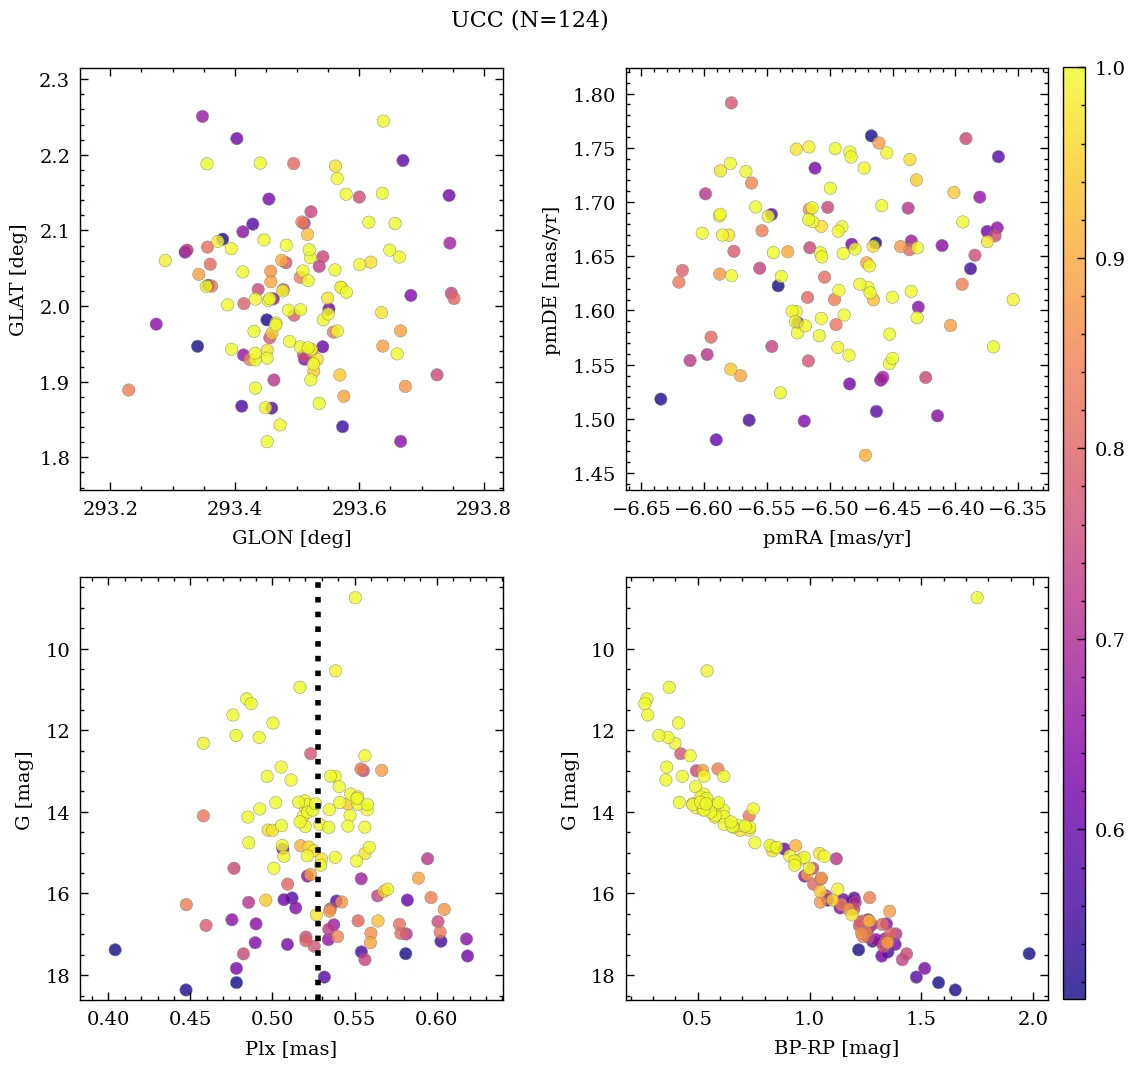 UCC (N=124)
2.3
2.2
2.1
2.0
1.9
1.8
GLAT [deg]
293.2 293.4 293.6 293.8
GLON [deg]
1.80
1.75
1.70
1.65
1.60
1.55
1.50
1.45
pmDE [mas/yr]
−6.65 −6.60 −6.55 −6.50 −6.45 −6.40 −6.35
pmRA [mas/yr]
10
12
14
16
18
G [mag]
0.40 0.45 0.50 0.55 0.60
Plx [mas]
10
12
14
16
18
G [mag]
0.5 1.0 1.5 2.0
BP-RP [mag]
1.0
0.9
0.8
0.7
0.6